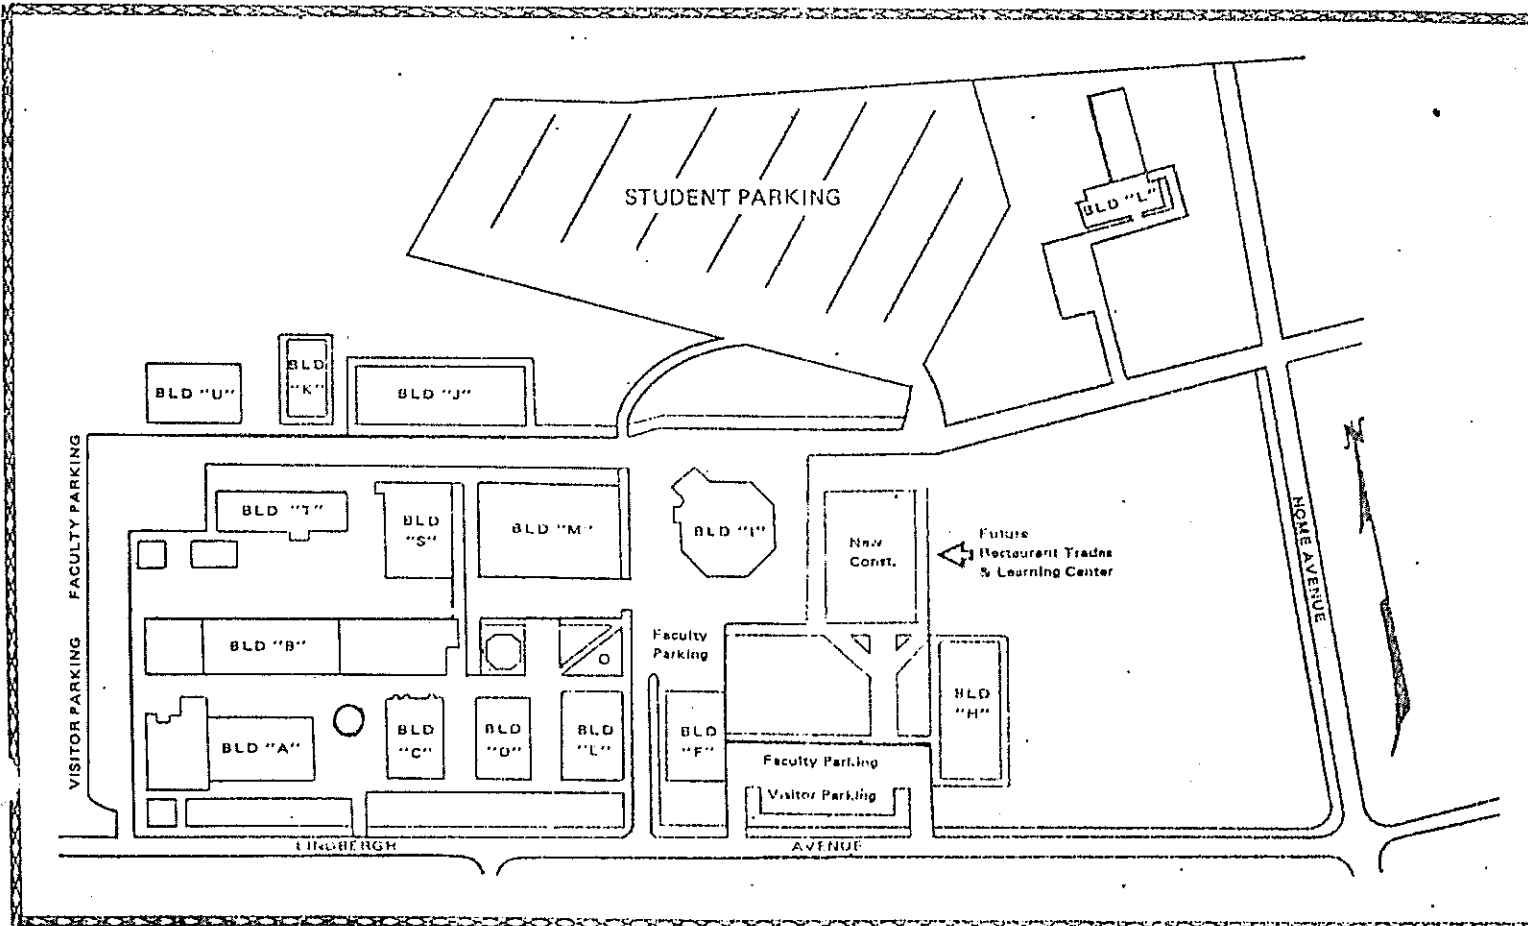 STUDENT PARKING
BLD "L"
BLD "U"
BLD
"K"
BLD "J"
FACULTY PARKING
VISITOR PARKING
BLD "T"
BLD
"S"
BLD "M"
BLD "I"
New
Const.
Future
Restaurant Trades
& Learning Center
HOME AVENUE
N
BLD "B"
Faculty
Parking
BLD
"H"
BLD "A"
BLD
"C"
BLD
"D"
BLD
"L"
BLD
"F"
Faculty Parking
Visitor Parking
LINDBERGH AVENUE